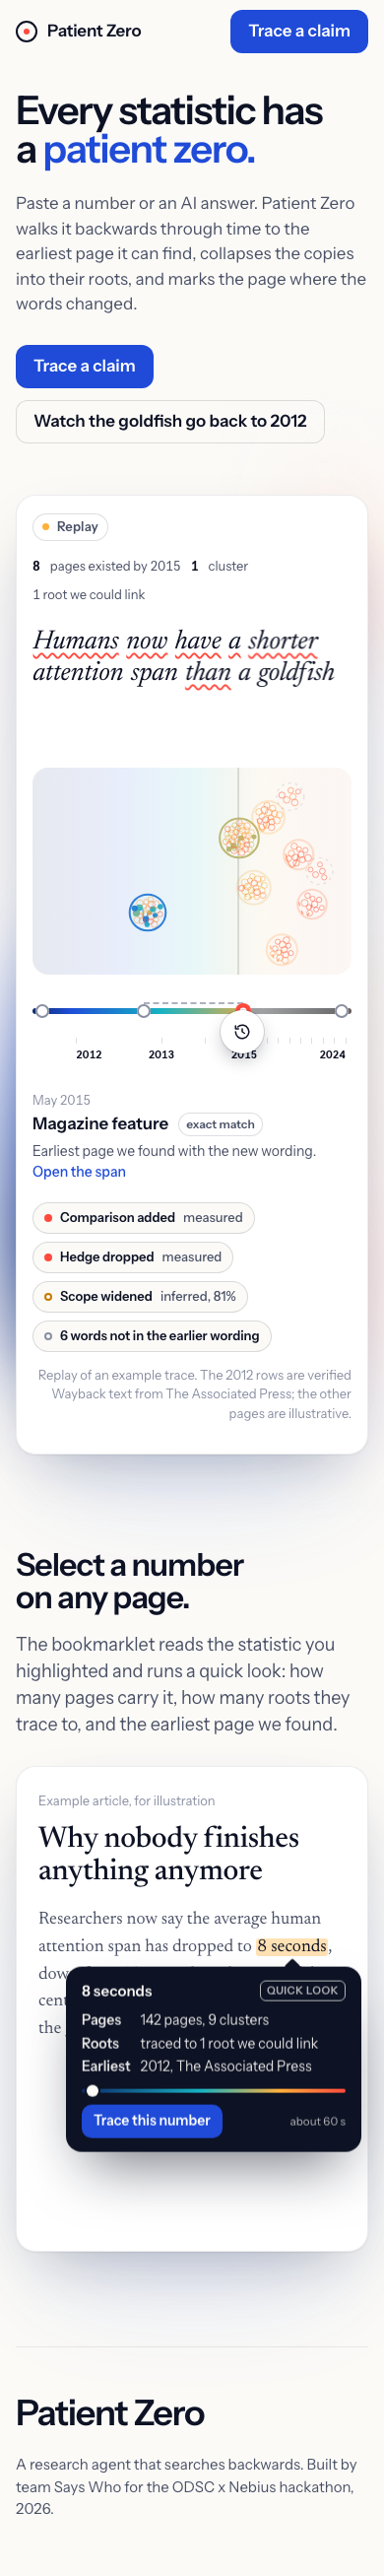 Patient Zero
Trace a claim
Every statistic has
a patient zero.
Paste a number or an AI answer. Patient Zero
walks it backwards through time to the
earliest page it can find, collapses the copies
into their roots, and marks the page where the
words changed.
Trace a claim
Watch the goldfish go back to 2012
Replay
8 pages existed by 2015 1 cluster
1 root we could link
Humans now have a shorter
attention span than a goldfish
2012 2013 2015 2024
May 2015
Magazine feature exact match
Earliest page we found with the new wording.
Open the span
Comparison added measured
Hedge dropped measured
Scope widened inferred, 81%
6 words not in the earlier wording
Replay of an example trace. The 2012 rows are verified
Wayback text from The Associated Press; the other
pages are illustrative.
Select a number
on any page.
The bookmarklet reads the statistic you
highlighted and runs a quick look: how
many pages carry it, how many roots they
trace to, and the earliest page we found.
Example article, for illustration
Why nobody finishes
anything anymore
Researchers now say the average human
attention span has dropped to 8 seconds,
the
8 seconds QUICK LOOK
Pages 142 pages, 9 clusters
Roots traced to 1 root we could link
Earliest 2012, The Associated Press
Trace this number about 60 s
Patient Zero
A research agent that searches backwards. Built by
team Says Who for the ODSC x Nebius hackathon,
2026.